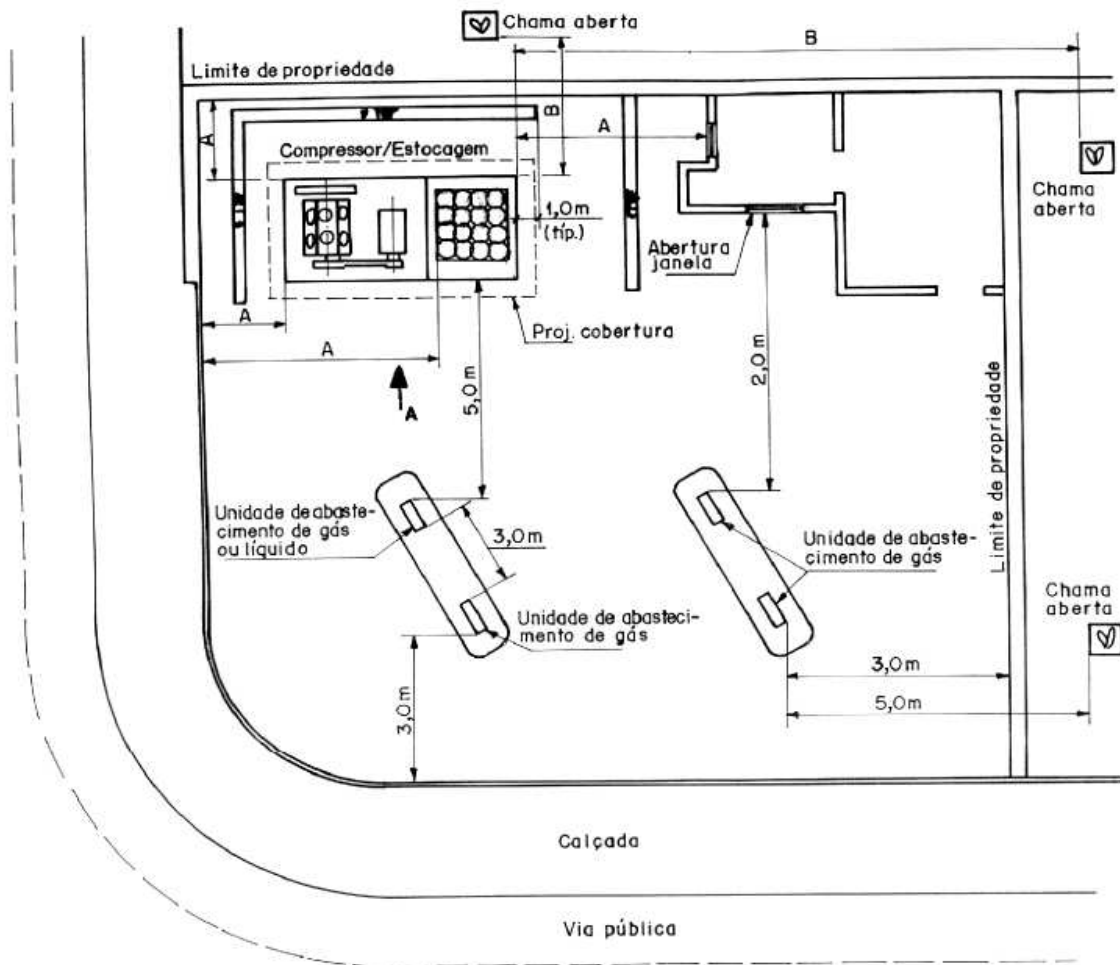 Chama aberta
B
Limite de propriedade
B
A
A
Compressor/Estocagem
1,0m
(típ.)
Chama
aberta
Abertura
janela
A
Proj. cobertura
A
A
5,0m
2,0m
Limite de propriedade
Unidade de abaste-
cimento de gás
ou líquido
3,0m
Unidade de abaste-
cimento de gás
Chama
aberta
Unidade de abasteci-
mento de gás
3,0m
3,0m
5,0m
Calçada
Via pública